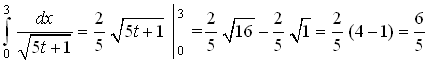 ∫₀³ dx/√(5t+1) = 2/5 √(5t+1) |₀³ = 2/5 √16 − 2/5 √1 = 2/5 (4−1) = 6/5